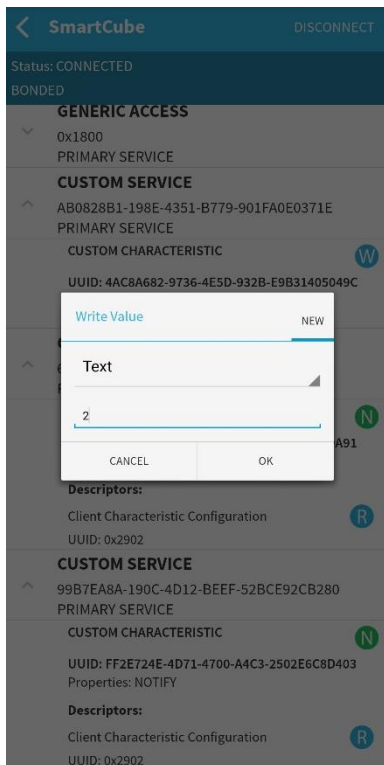 SmartCube
DISCONNECT
Status: CONNECTED
BONDED
GENERIC ACCESS
0x1800
PRIMARY SERVICE
CUSTOM SERVICE
AB0828B1-198E-4351-B779-901FA0E0371E
PRIMARY SERVICE
CUSTOM CHARACTERISTIC
W
UUID: 4AC8A682-9736-4E5D-932B-E9B31405049C
Write Value
NEW
Text
2
N
A91
CANCEL
OK
Descriptors:
Client Characteristic Configuration
R
UUID: 0x2902
CUSTOM SERVICE
99B7EA8A-190C-4D12-BEEF-52BCE92CB280
PRIMARY SERVICE
CUSTOM CHARACTERISTIC
N
UUID: FF2E724E-4D71-4700-A4C3-2502E6C8D403
Properties: NOTIFY
Descriptors:
Client Characteristic Configuration
R
UUID: 0x2902